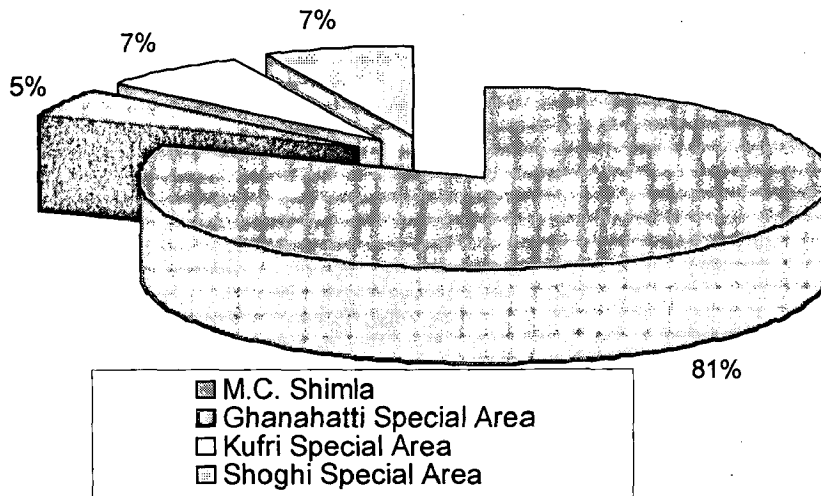 7%
7%
5%
81%
M.C. Shimla
Ghanahatti Special Area
Kufri Special Area
Shoghi Special Area